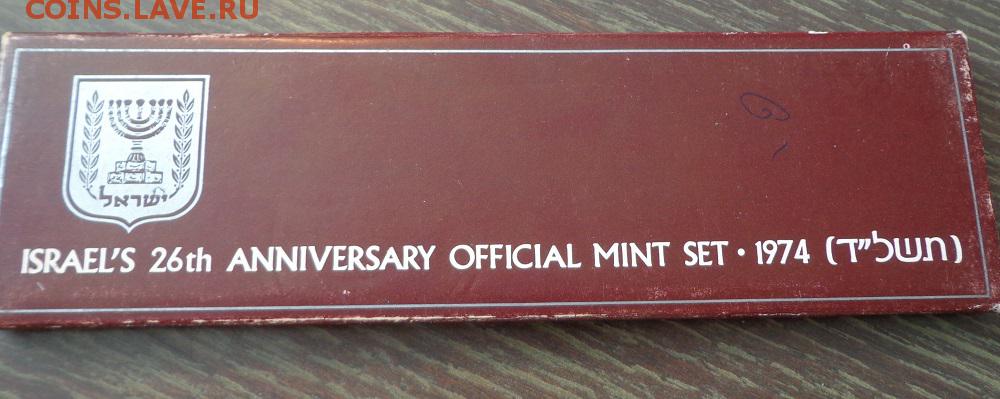 COINS.LAVE.RU
ישראל
ISRAEL'S 26th ANNIVERSARY OFFICIAL MINT SET • 1974 (תשל"ד)